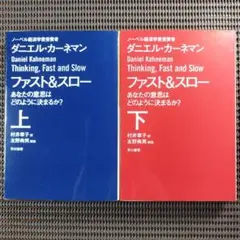 ノーベル経済学賞受賞者
ダニエル・カーネマン
Daniel Kahneman
Thinking, Fast and Slow
ファスト&スロー
あなたの意思は
どのように決まるか?
上
村井章子 訳
友野典男 解説
早川書房
ノーベル経済学賞受賞者
ダニエル・カーネマン
Daniel Kahneman
Thinking, Fast and Slow
ファスト&スロー
あなたの意思は
どのように決まるか?
下
村井章子 訳
友野典男 解説
早川書房